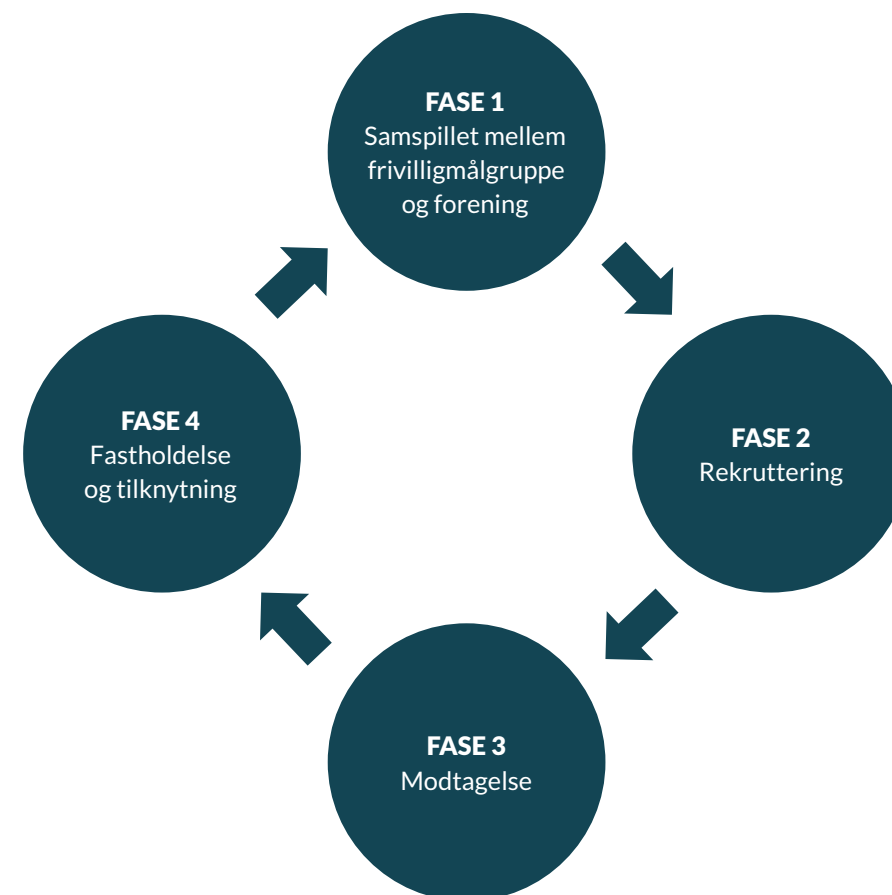 FASE 1
Samspillet mellem
frivilligmålgruppe
og forening
FASE 2
Rekruttering
FASE 3
Modtagelse
FASE 4
Fastholdelse
og tilknytning